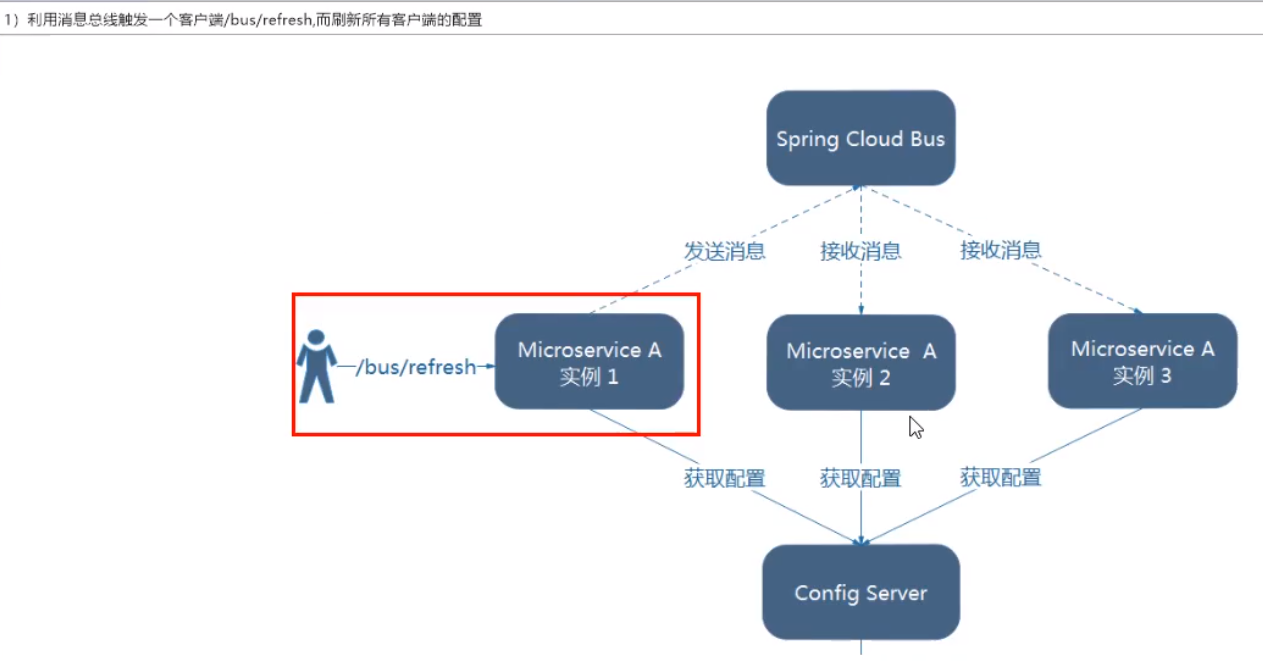 1）利用消息总线触发一个客户端/bus/refresh,而刷新所有客户端的配置
Spring Cloud Bus
发送消息
接收消息
接收消息
/bus/refresh
Microservice A
实例 1
Microservice A
实例 2
Microservice A
实例 3
获取配置
获取配置
获取配置
Config Server